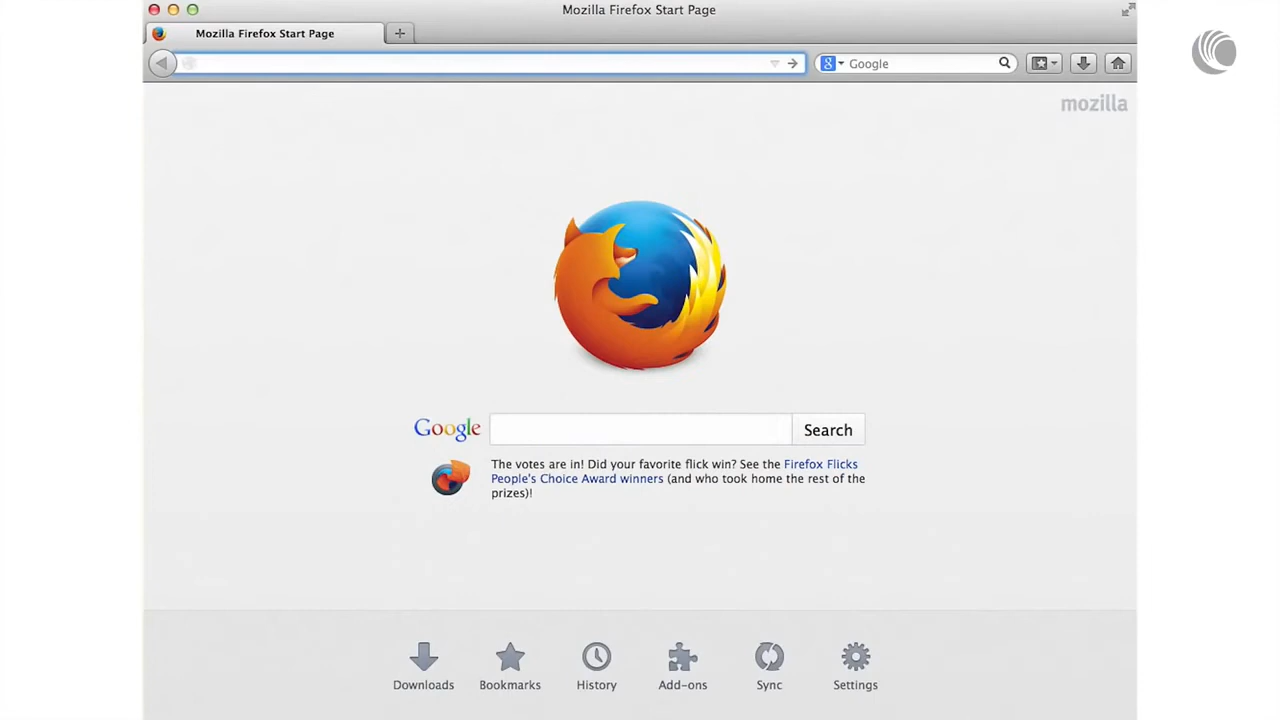 Mozilla Firefox Start Page
Mozilla Firefox Start Page
Google
mozilla
Google
Search
The votes are in! Did your favorite flick win? See the Firefox Flicks
People's Choice Award winners (and who took home the rest of the
prizes)!
Downloads
Bookmarks
History
Add-ons
Sync
Settings